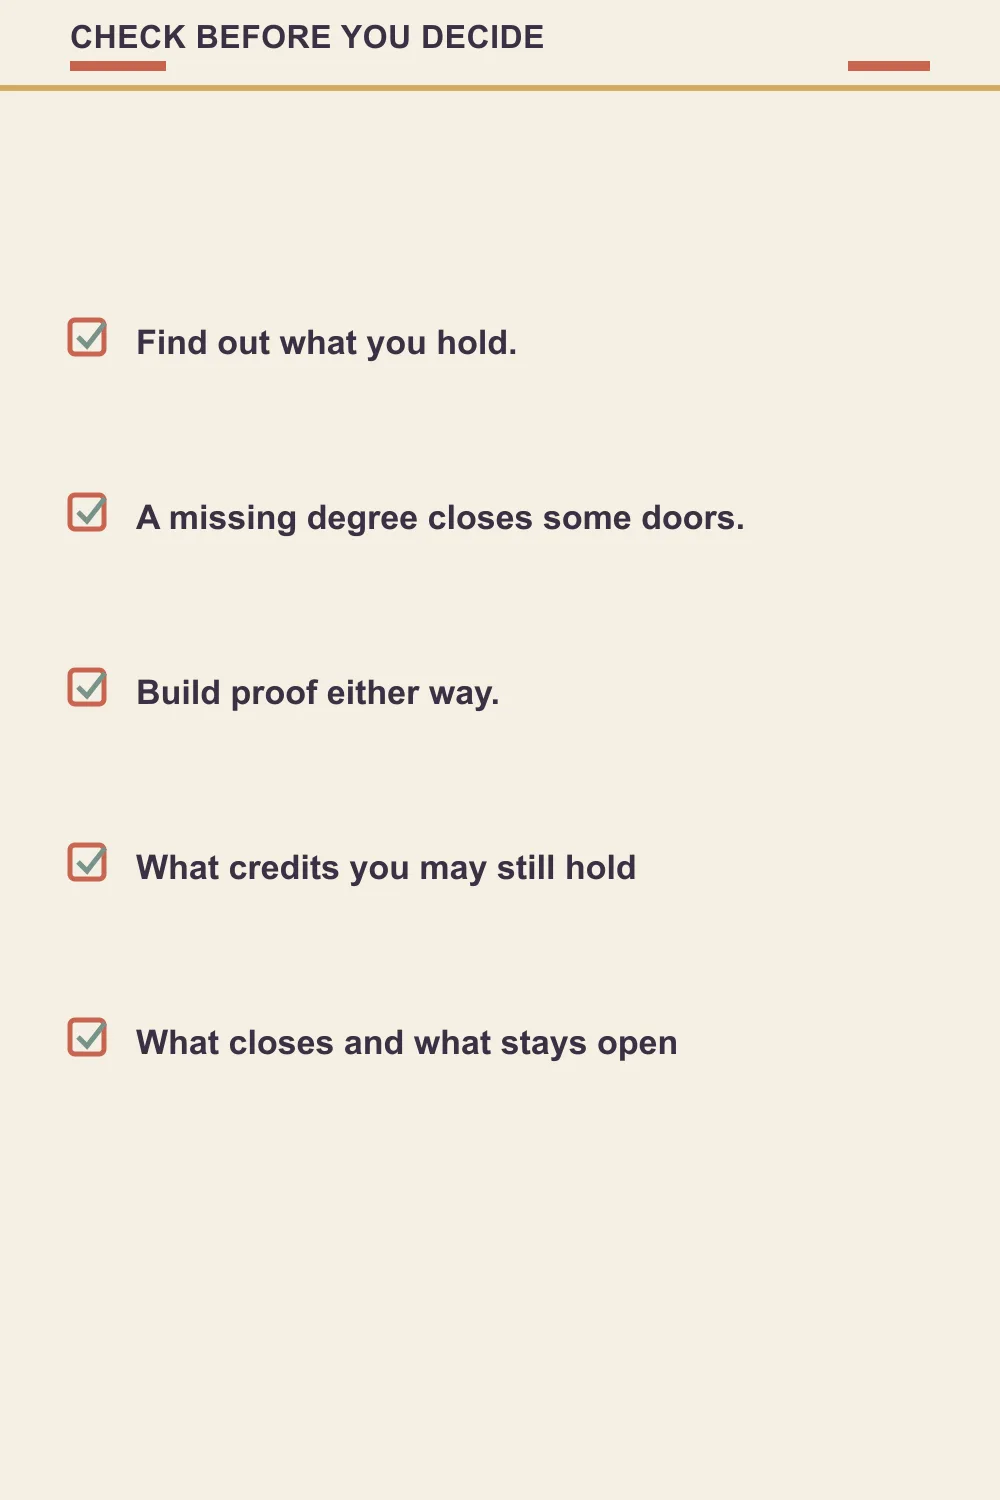 CHECK BEFORE YOU DECIDE
Find out what you hold.
A missing degree closes some doors.
Build proof either way.
What credits you may still hold
What closes and what stays open